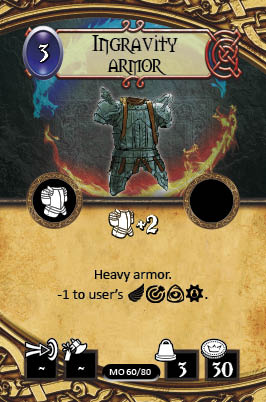 3
INGRAVITY
ARMOR
+2
Heavy armor.
-1 to user's .
~ ~ MO 60/80 3 30